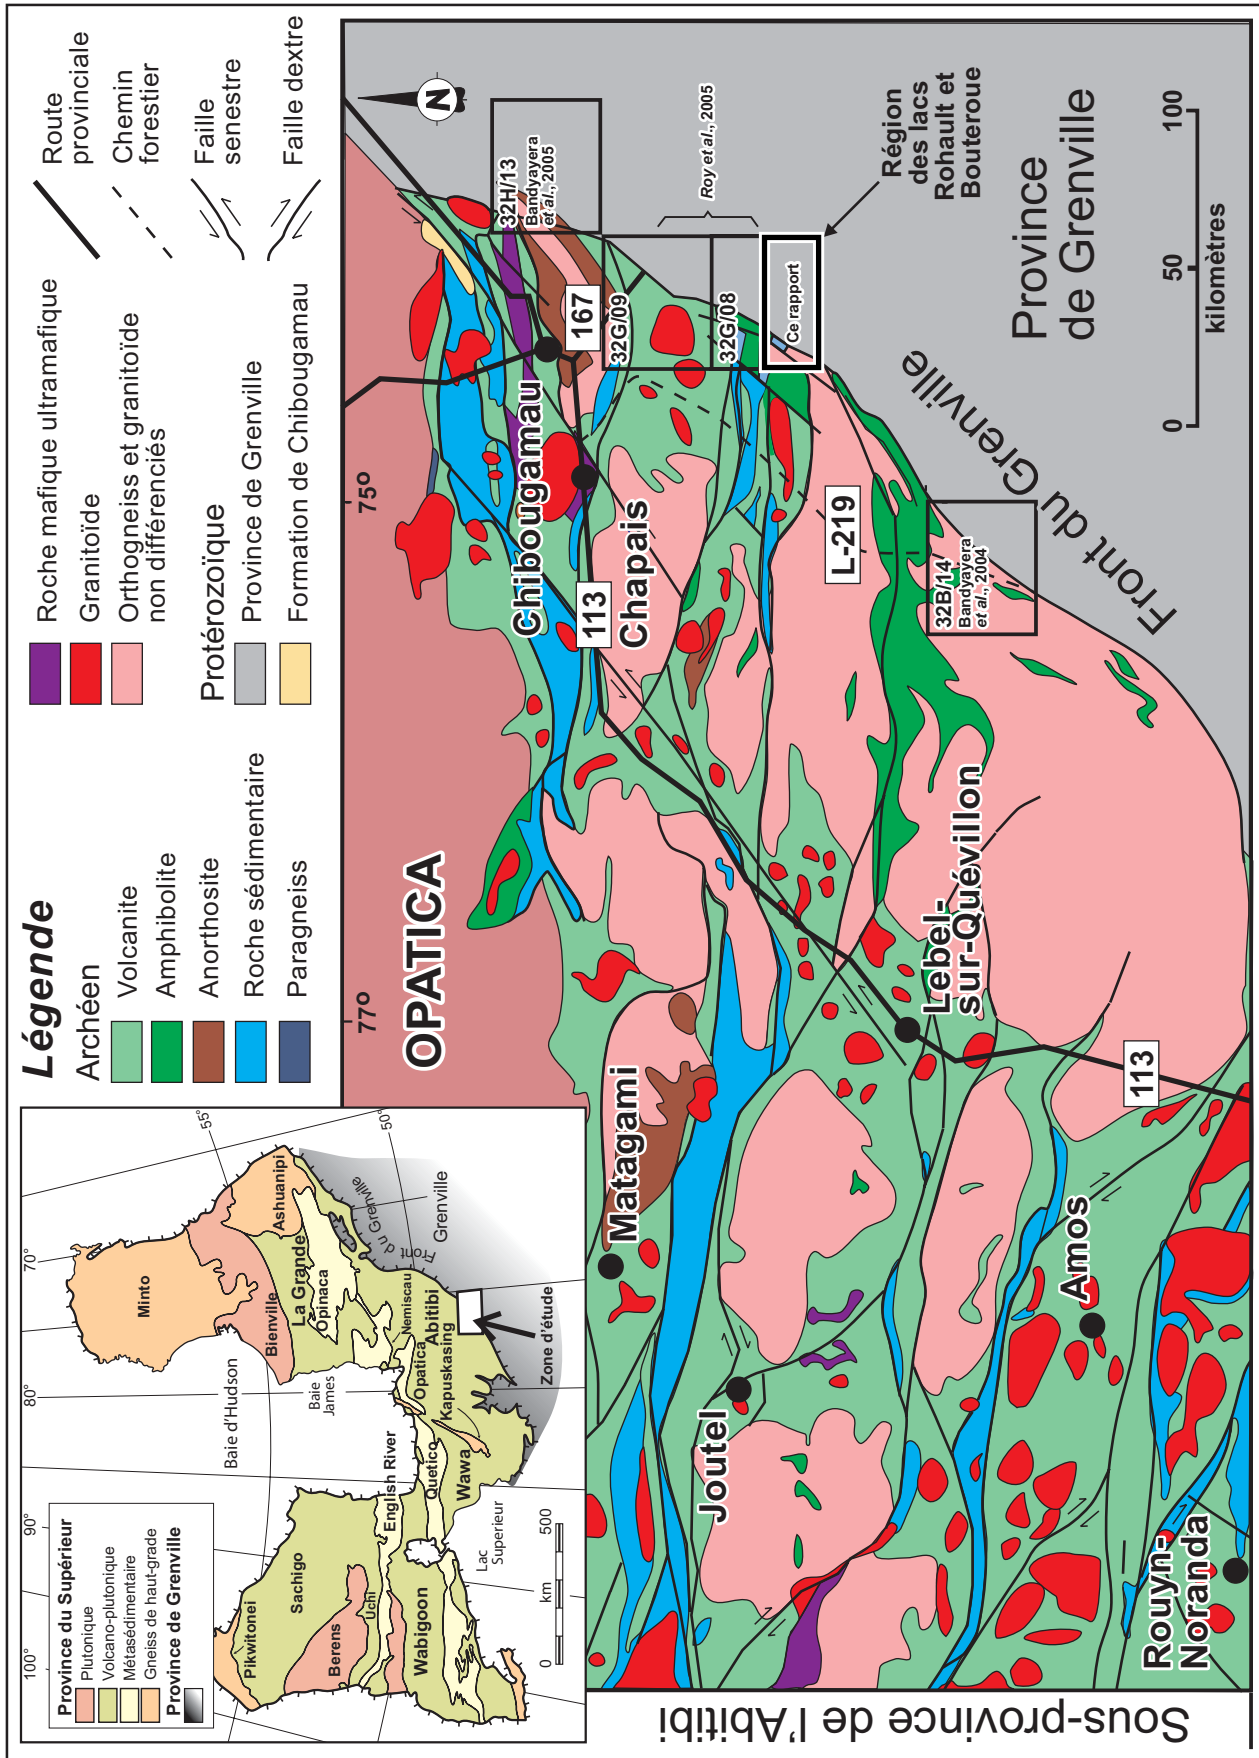 Province du Supérieur
Plutonique
Volcano-plutonique
Métasédimentaire
Gneiss de haut-grade
Province de Grenville
100°
90°
80°
70°
55°
50°
Pikwitonei
Sachigo
Berens
Uchi
English River
Wabigoon
Quetico
Wawa
Lac
Superieur
0
500
km
Baie d'Hudson
Baie
James
Minto
Bienville
Ashuanipi
La Grande
Opinaca
Nemiscau
Opatica
Abitibi
Kapuskasing
Front
du
Grenville
Grenville
Zone d'étude
Légende
Archéen
Volcanite
Amphibolite
Anorthosite
Roche sédimentaire
Paragneiss
Roche mafique ultramafique
Granitoïde
Orthogneiss et granitoïde
non différenciés
Protérozoïque
Province de Grenville
Formation de Chibougamau
Route
provinciale
Chemin
forestier
Faille
senestre
Faille dextre
77°
75°
OPATICA
N
Matagami
Joutel
Chibougamau
Chapais
113
167
32H/13
Bandyayera
et al., 2005
32G/09
32G/08
Roy et al., 2005
Ce rapport
Région
des lacs
Rohault et
Bouteroue
L-219
32B/14
Bandyayera
et al., 2004
Lebel-
sur-Quévillon
113
Amos
Rouyn-
Noranda
Front du Grenville
Province
de Grenville
0
50
100
kilomètres
Sous-province de l'Abitibi